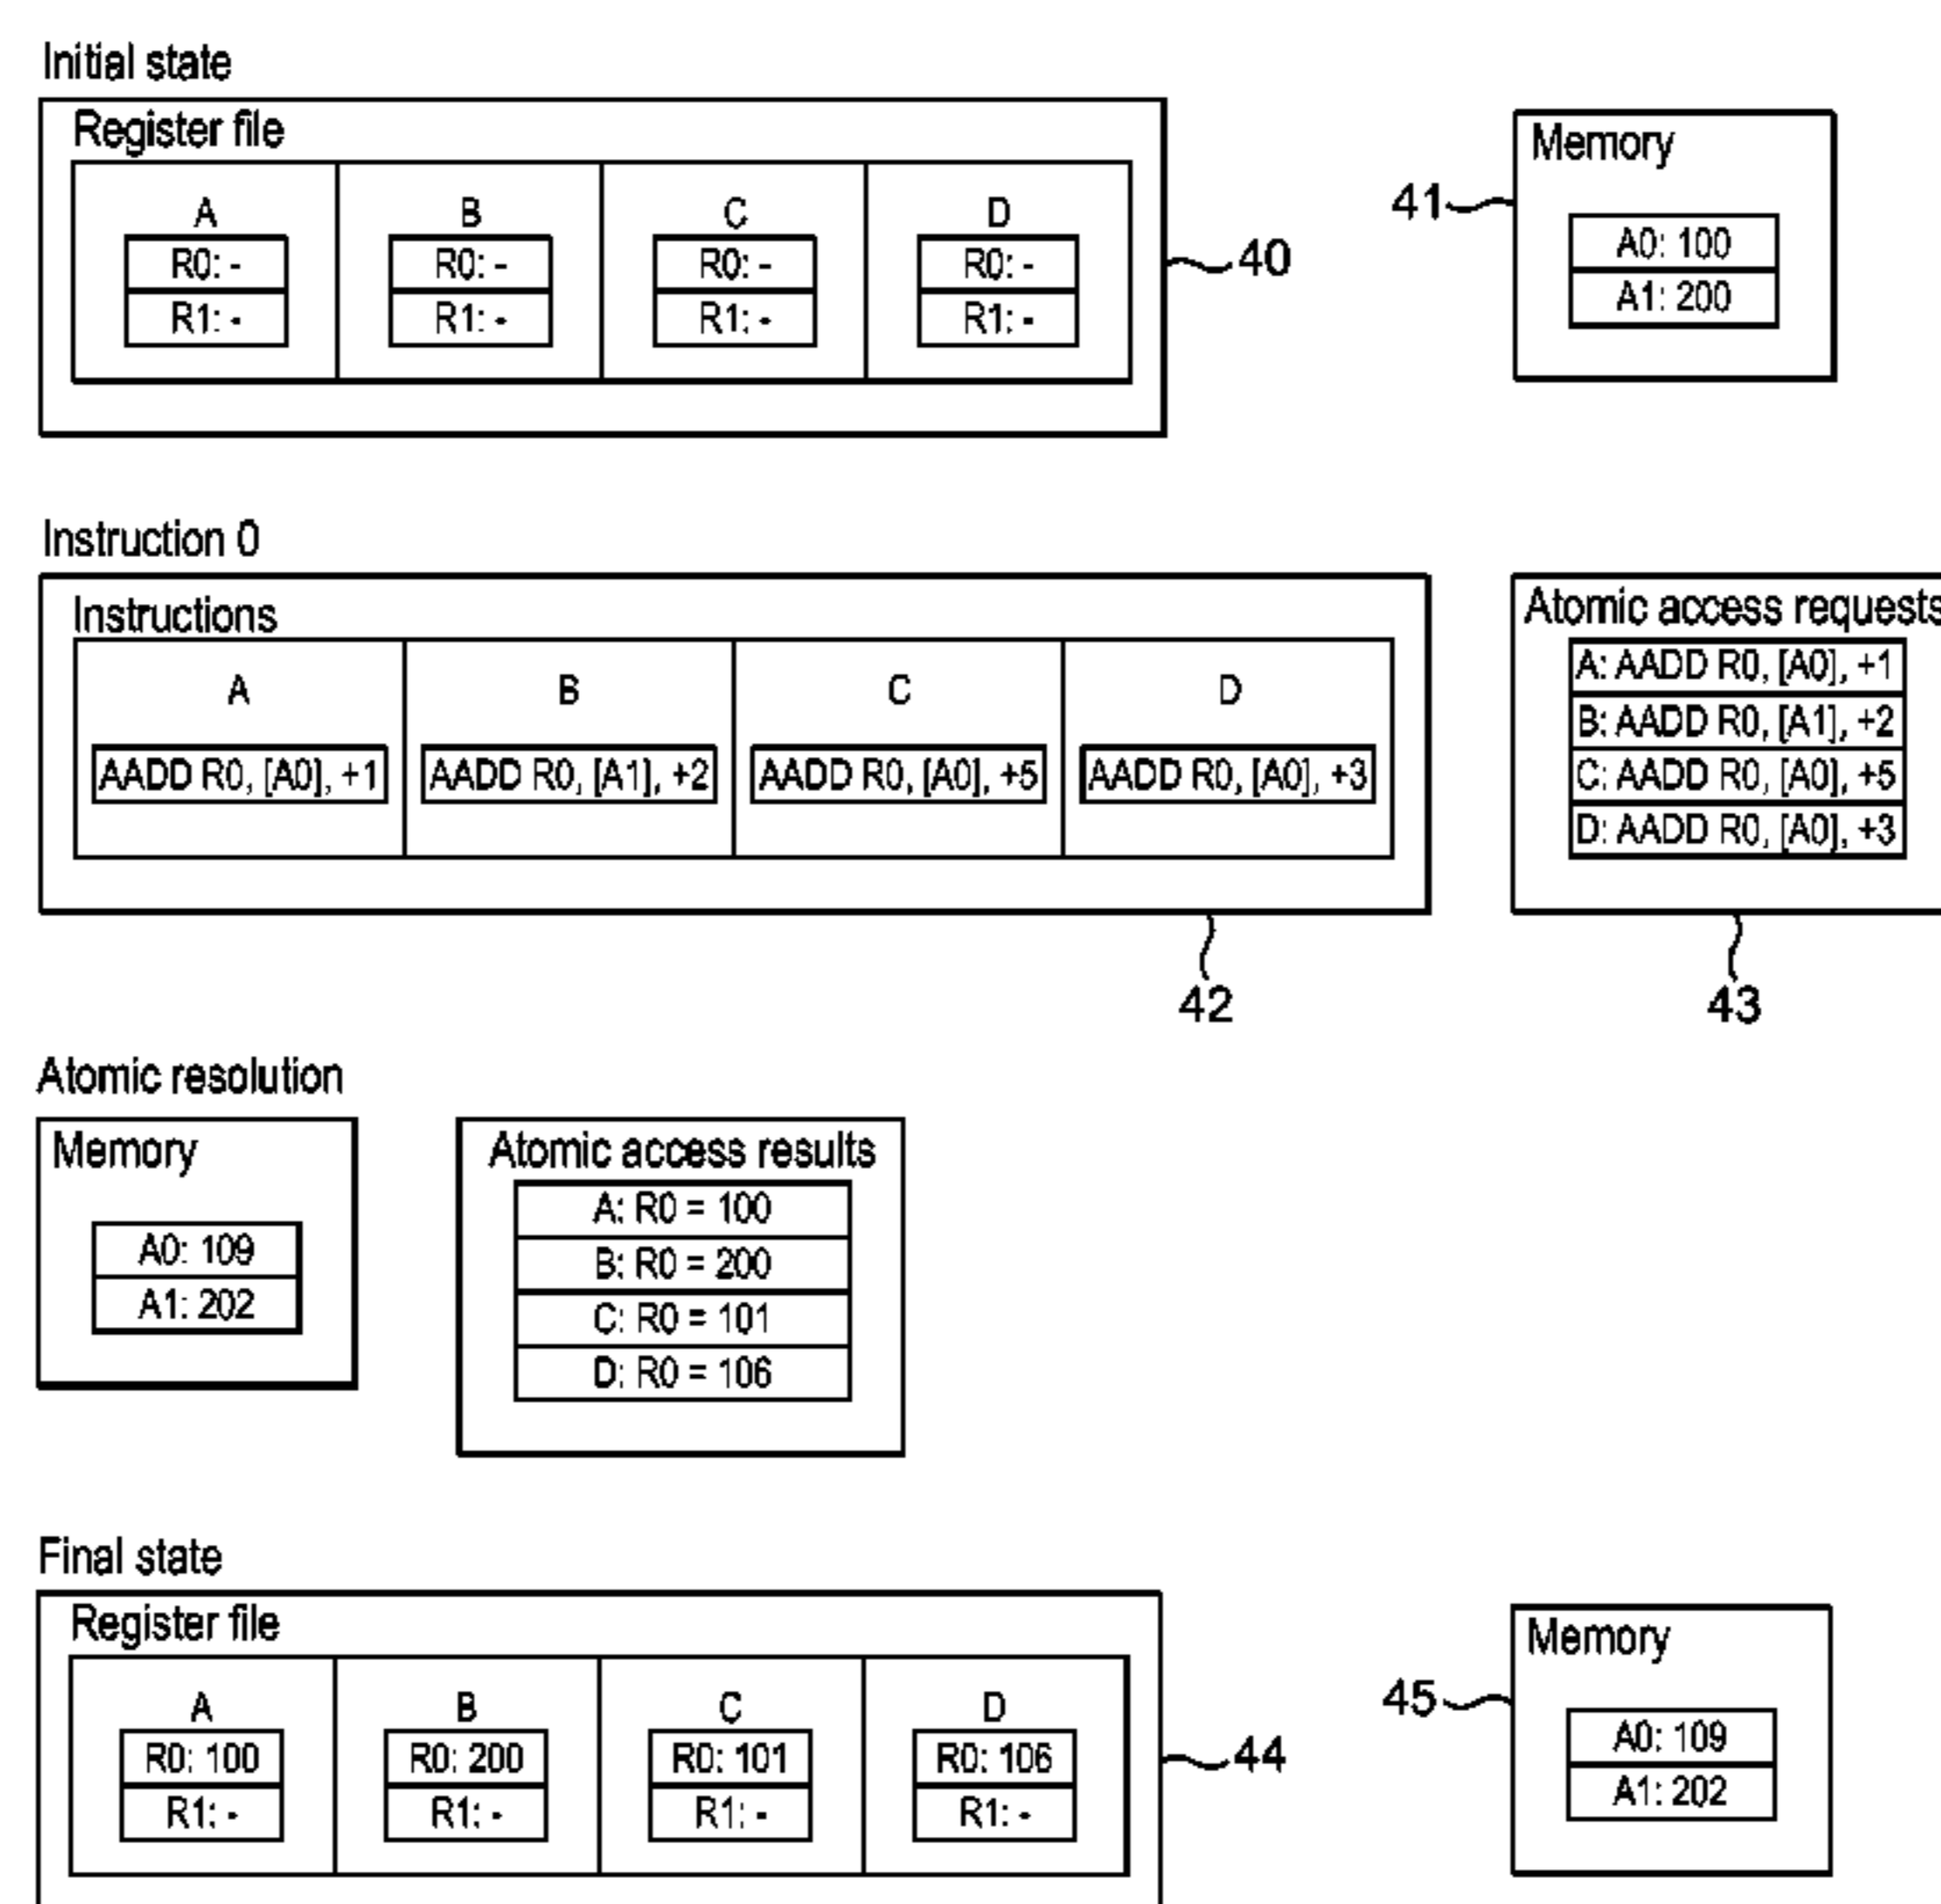 Initial state
Register file
A
B
C
D
R0: -
R0: -
R0: -
R0: -
R1: -
R1: -
R1: -
R1: -
40
Memory
41
A0: 100
A1: 200
Instruction 0
Instructions
A
B
C
D
AADD R0, [A0], +1
AADD R0, [A1], +2
AADD R0, [A0], +5
AADD R0, [A0], +3
42
Atomic access requests
A: AADD R0, [A0], +1
B: AADD R0, [A1], +2
C: AADD R0, [A0], +5
D: AADD R0, [A0], +3
43
Atomic resolution
Memory
A0: 109
A1: 202
Atomic access results
A: R0 = 100
B: R0 = 200
C: R0 = 101
D: R0 = 106
Final state
Register file
A
B
C
D
R0: 100
R0: 200
R0: 101
R0: 106
R1: -
R1: -
R1: -
R1: -
44
Memory
45
A0: 109
A1: 202